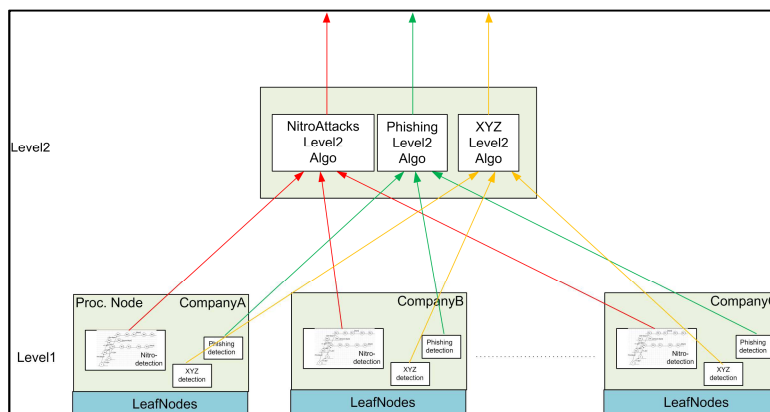 NitroAttacks
Level2
Algo
Phishing
Level2
Algo
XYZ
Level2
Algo
Level2
Proc. Node
CompanyA
Nitro-
detection
Phishing
detection
XYZ
detection
LeafNodes
CompanyB
Nitro-
detection
Phishing
detection
XYZ
detection
LeafNodes
Nitro-
detection
Phishing
detection
XYZ
detection
LeafNodes
Level1